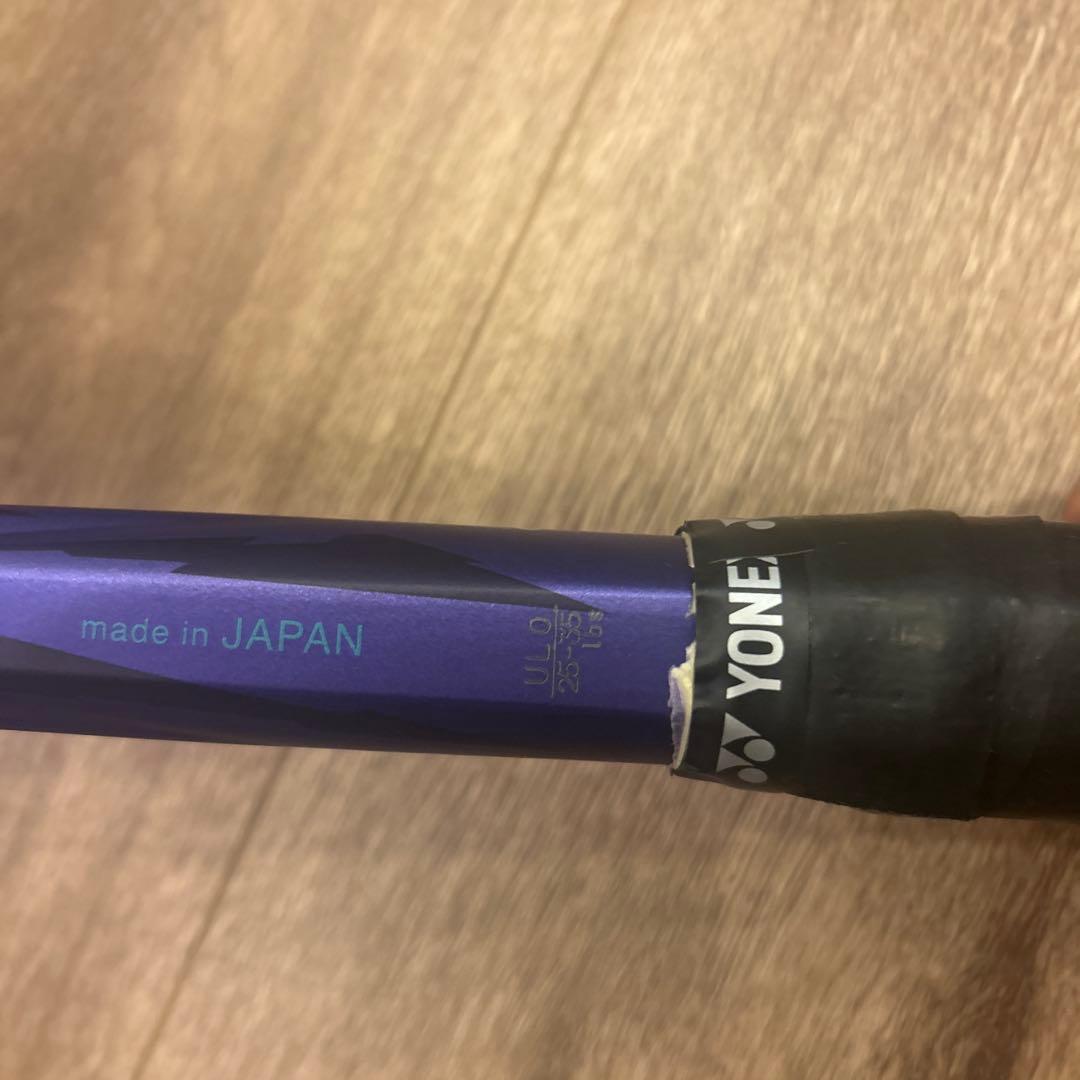 made in JAPAN
UL0
25-35
lbs
YONEX